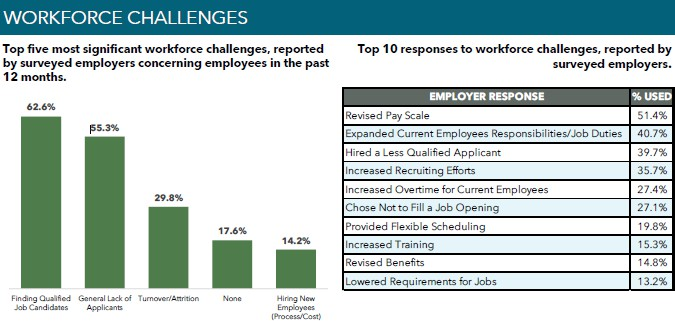 WORKFORCE CHALLENGES
Top five most significant workforce challenges, reported
by surveyed employers concerning employees in the past
12 months.
62.6%
55.3%
29.8%
17.6%
14.2%
Finding Qualified
Job Candidates
General Lack of
Applicants
Turnover/Attrition
None
Hiring New
Employees
(Process/Cost)
Top 10 responses to workforce challenges, reported by
surveyed employers.
EMPLOYER RESPONSE % USED
Revised Pay Scale 51.4%
Expanded Current Employees Responsibilities/Job Duties 40.7%
Hired a Less Qualified Applicant 39.7%
Increased Recruiting Efforts 35.7%
Increased Overtime for Current Employees 27.4%
Chose Not to Fill a Job Opening 27.1%
Provided Flexible Scheduling 19.8%
Increased Training 15.3%
Revised Benefits 14.8%
Lowered Requirements for Jobs 13.2%